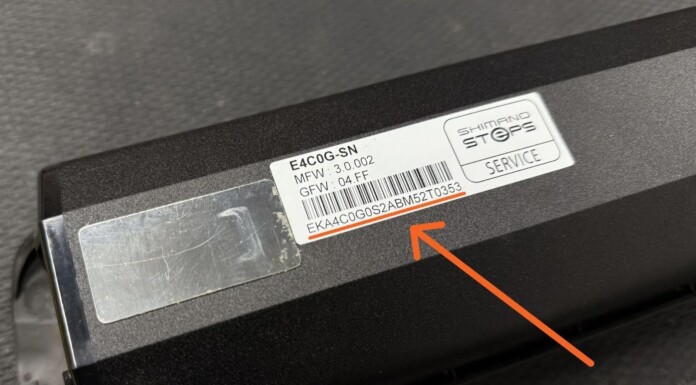 E4C0G-SN
MFW : 3.0.002
GFW : 04.FF
EKA4C0G0S2ABM52T0353
SHIMANO
STEPS
SERVICE